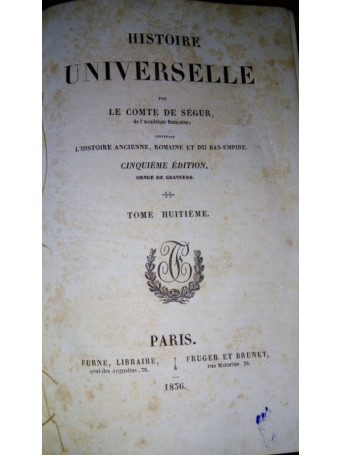 HISTOIRE
UNIVERSELLE
PAR
LE COMTE DE SÉGUR,
de l'Académie française,
CONTENANT
L'HISTOIRE ANCIENNE, ROMAINE ET DU BAS-EMPIRE.
CINQUIÈME ÉDITION,
ORNÉE DE GRAVURES.
TOME HUITIÈME.
PARIS.
FURNE, LIBRAIRE,
quai des Augustins, 39.
FRUGER ET BRUNET,
rue Mazarine, 30.
1836.